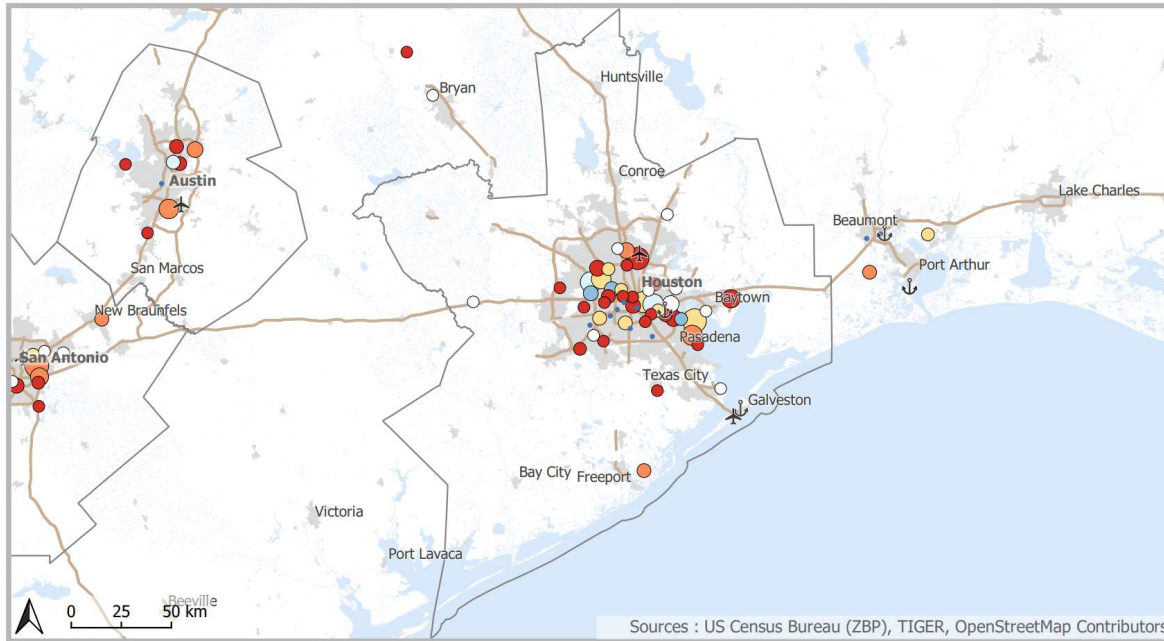 Huntsville
Bryan
Conroe
Austin
Lake Charles
Beaumont
San Marcos
Port Arthur
Houston
Baytown
New Braunfels
Pasadena
San Antonio
Texas City
Galveston
Bay City
Freeport
Victoria
Port Lavaca
Beeville
0 25 50 km
Sources : US Census Bureau (ZBP), TIGER, OpenStreetMap Contributors